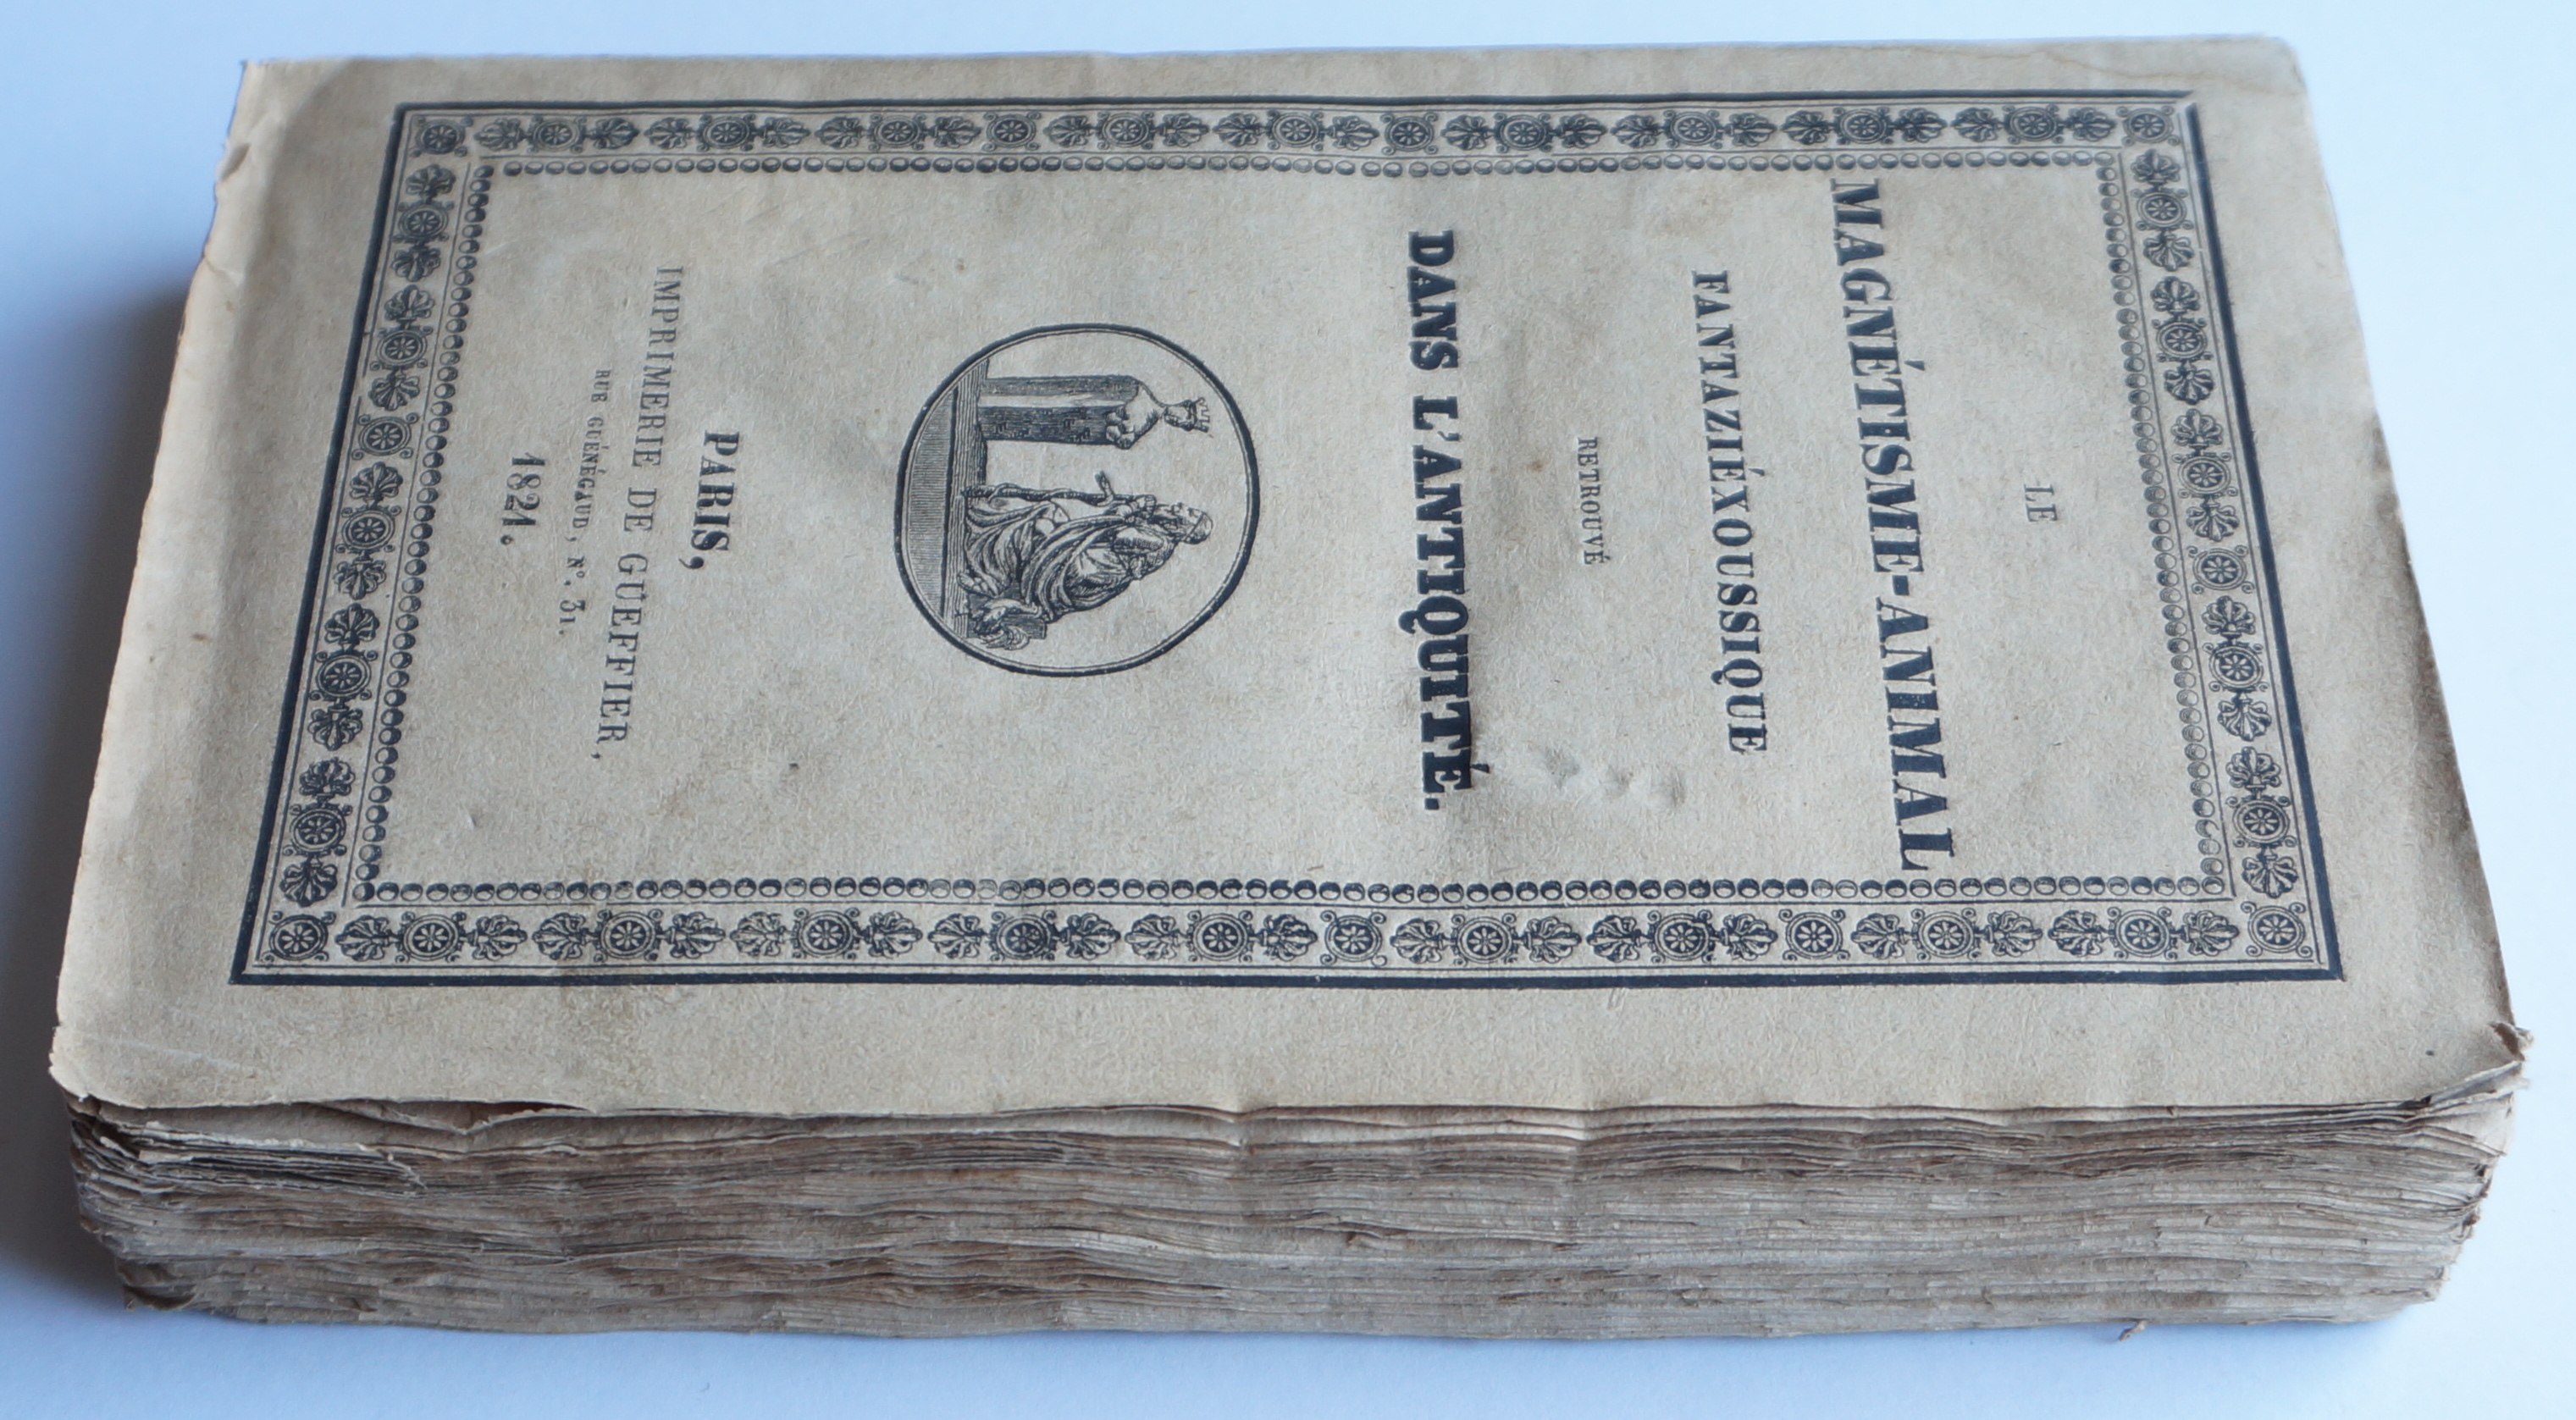 LE
MAGNÉTISME-ANIMAL
FANTAZIÉXOUSSIQUE
RETROUVÉ
DANS L'ANTIQUITÉ.
PARIS,
IMPRIMERIE DE GUEFFIER,
RUE GUÉNÉGAUD, N°. 31.
1821.